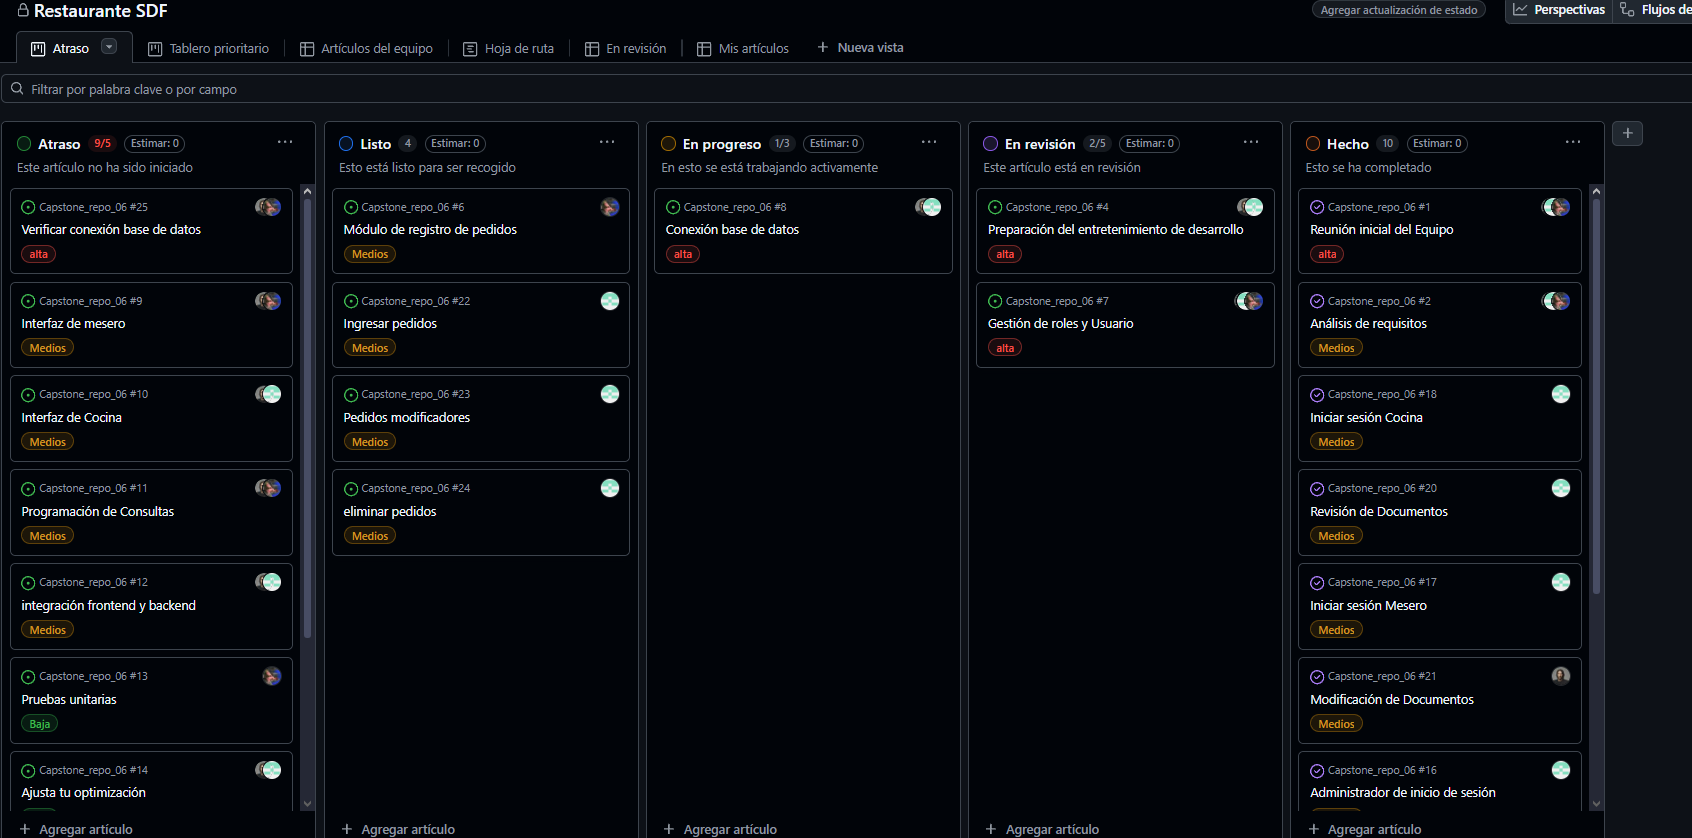 Restaurante SDF
Agregar actualización de estado
Perspectivas
Flujos de
Atraso
Tablero prioritario
Artículos del equipo
Hoja de ruta
En revisión
Mis artículos
Nueva vista
Filtrar por palabra clave o por campo
Atraso 9/5 Estimar: 0
Este artículo no ha sido iniciado
Capstone_repo_06 #25
Verificar conexión base de datos
alta
Capstone_repo_06 #9
Interfaz de mesero
Medios
Capstone_repo_06 #10
Interfaz de Cocina
Medios
Capstone_repo_06 #11
Programación de Consultas
Medios
Capstone_repo_06 #12
integración frontend y backend
Medios
Capstone_repo_06 #13
Pruebas unitarias
Baja
Capstone_repo_06 #14
Ajusta tu optimización
Agregar artículo
Listo 4 Estimar: 0
Esto está listo para ser recogido
Capstone_repo_06 #6
Módulo de registro de pedidos
Medios
Capstone_repo_06 #22
Ingresar pedidos
Medios
Capstone_repo_06 #23
Pedidos modificadores
Medios
Capstone_repo_06 #24
eliminar pedidos
Medios
Agregar artículo
En progreso 1/3 Estimar: 0
En esto se está trabajando activamente
Capstone_repo_06 #8
Conexión base de datos
alta
Agregar artículo
En revisión 2/5 Estimar: 0
Este artículo está en revisión
Capstone_repo_06 #4
Preparación del entretenimiento de desarrollo
alta
Capstone_repo_06 #7
Gestión de roles y Usuario
alta
Agregar artículo
Hecho 10 Estimar: 0
Esto se ha completado
Capstone_repo_06 #1
Reunión inicial del Equipo
alta
Capstone_repo_06 #2
Análisis de requisitos
Medios
Capstone_repo_06 #18
Iniciar sesión Cocina
Medios
Capstone_repo_06 #20
Revisión de Documentos
Medios
Capstone_repo_06 #17
Iniciar sesión Mesero
Medios
Capstone_repo_06 #21
Modificación de Documentos
Medios
Capstone_repo_06 #16
Administrador de inicio de sesión
Agregar artículo